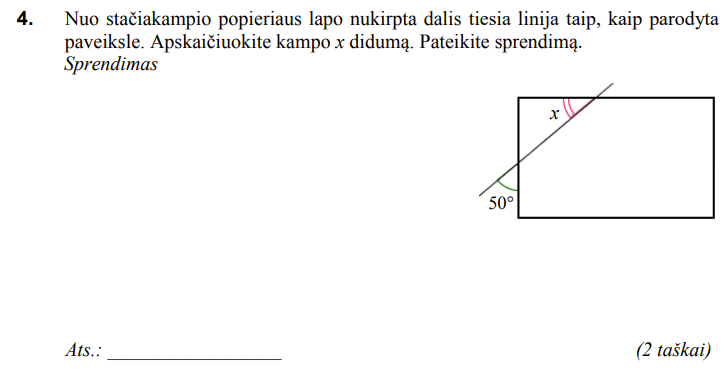 4. Nuo stačiakampio popieriaus lapo nukirpta dalis tiesia linija taip, kaip parodyta
paveiksle. Apskaičiuokite kampo x didumą. Pateikite sprendimą.
Sprendimas
x
50°
Ats.: ____________________ (2 taškai)